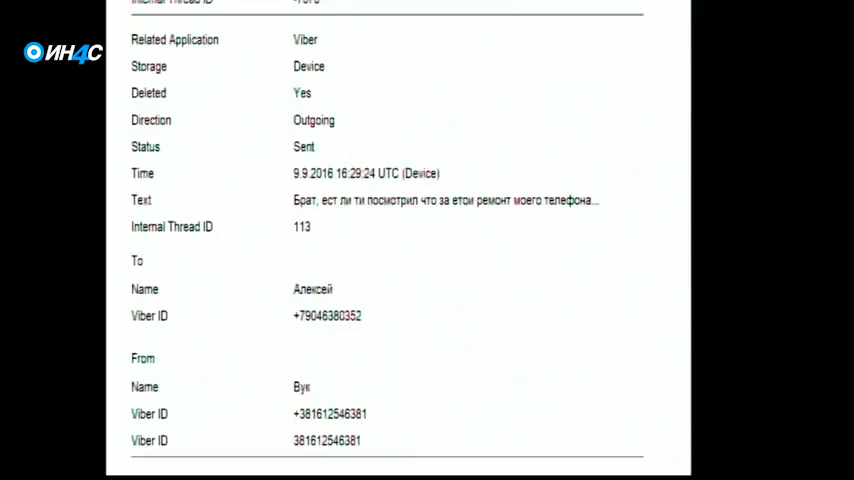 ИН4С
Related Application Viber
Storage Device
Deleted Yes
Direction Outgoing
Status Sent
Time 9.9.2016 16:29:24 UTC (Device)
Text Брат, ест ли ти посмотрил что за етои ремонт моего телефона...
Internal Thread ID 113
To
Name Алексей
Viber ID +79046380352
From
Name Вук
Viber ID +381612546381
Viber ID 381612546381